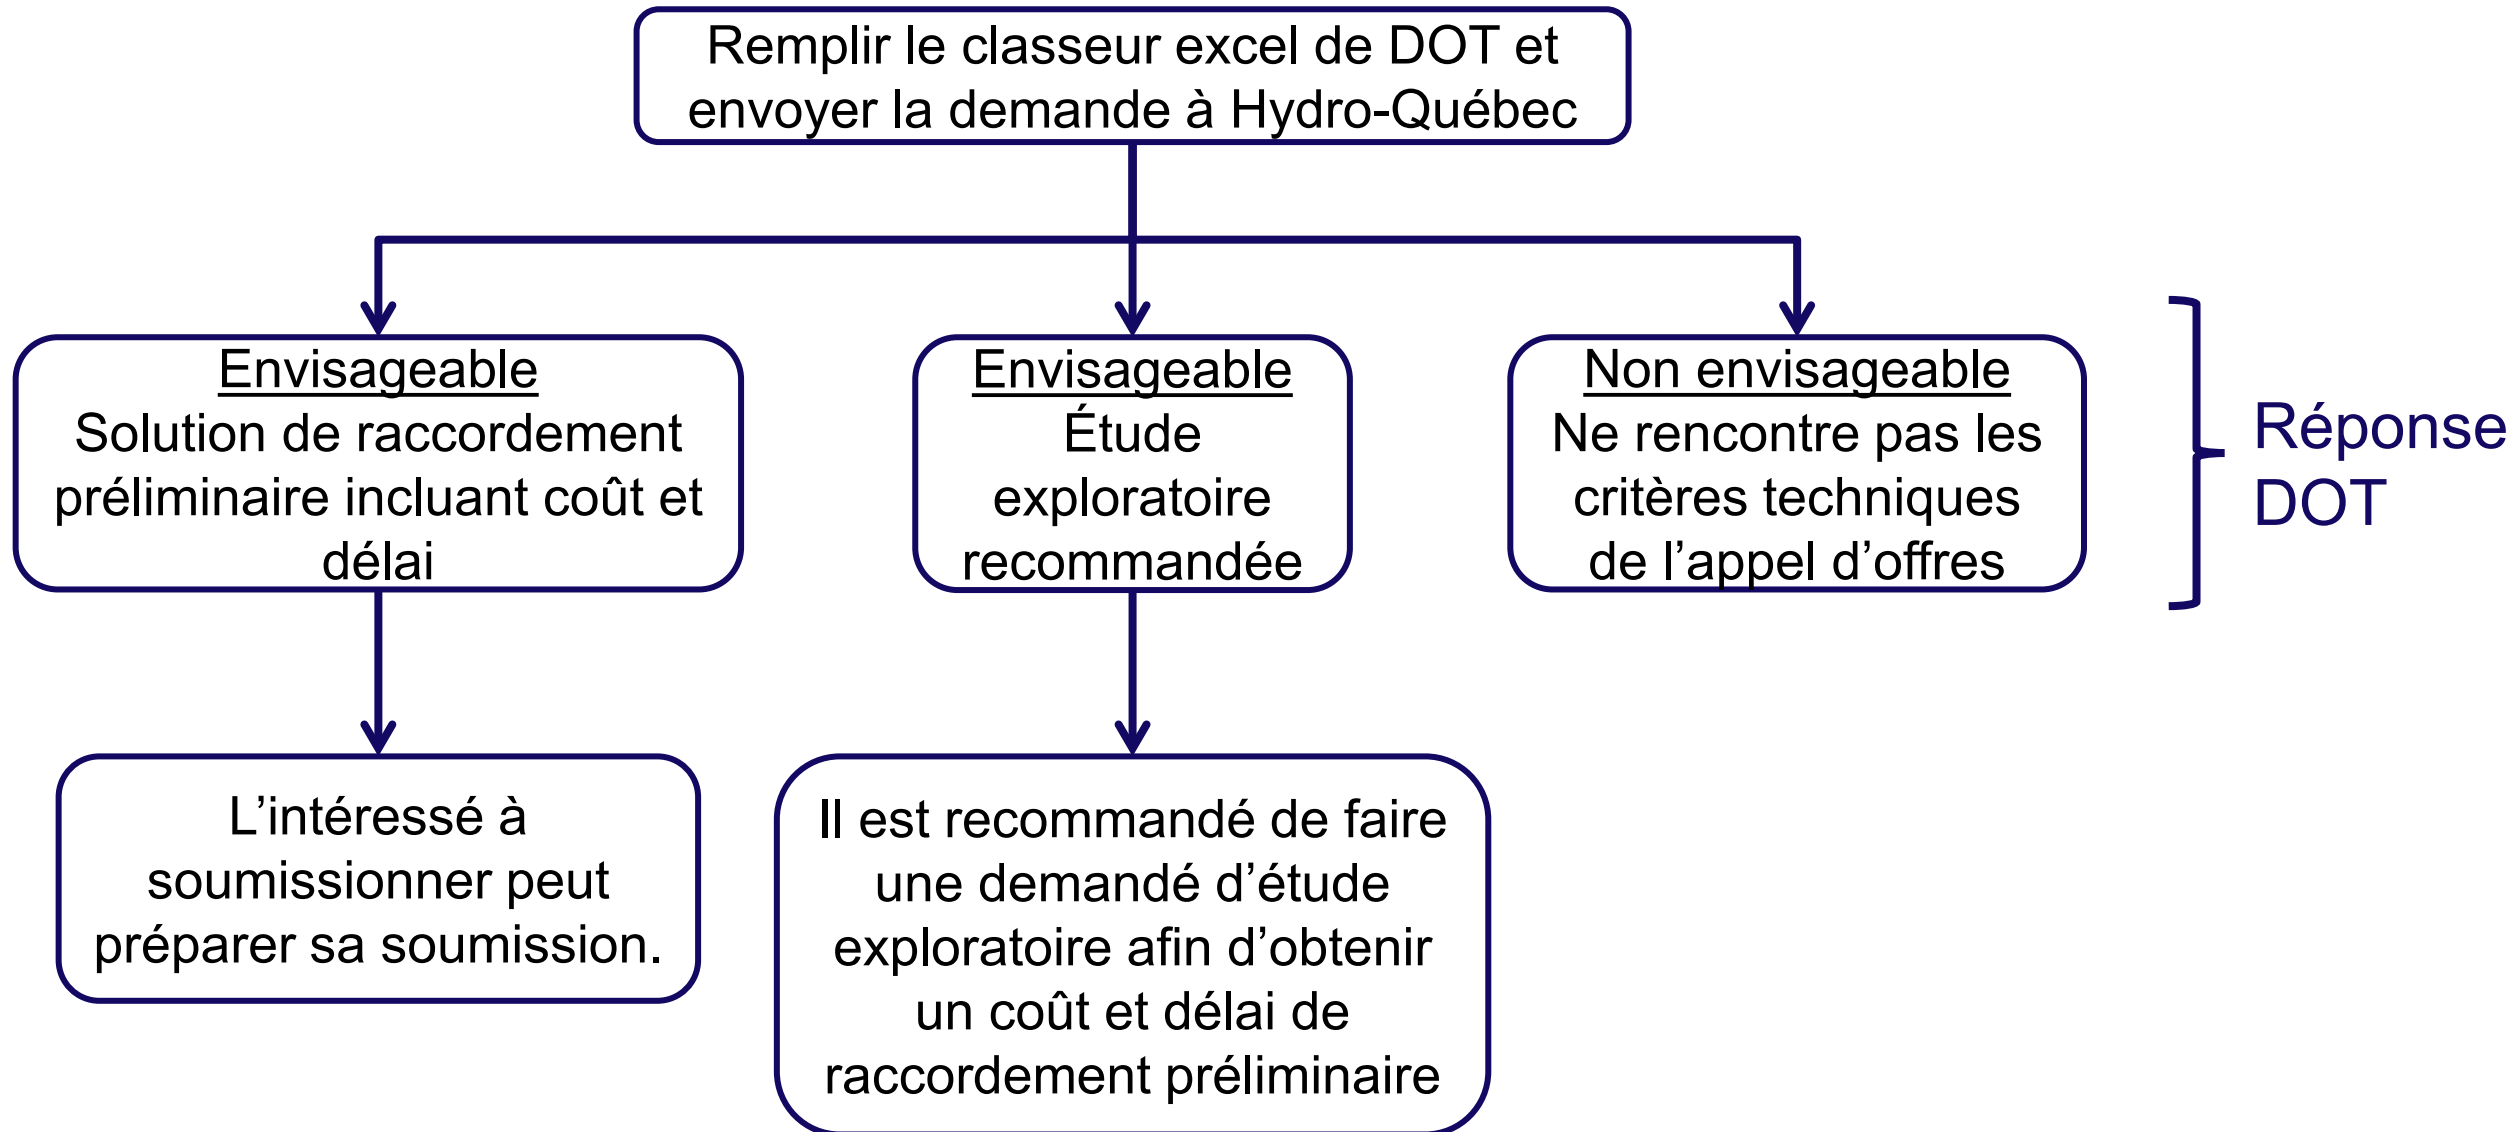 Remplir le classeur excel de DOT et
envoyer la demande à Hydro-Québec
Envisageable
Solution de raccordement
préliminaire incluant coût et
délai
Envisageable
Étude
exploratoire
recommandée
Non envisageable
Ne rencontre pas les
critères techniques
de l’appel d’offres
Réponse
DOT
L’intéressé à
soumissionner peut
préparer sa soumission.
Il est recommandé de faire
une demandé d’étude
exploratoire afin d’obtenir
un coût et délai de
raccordement préliminaire